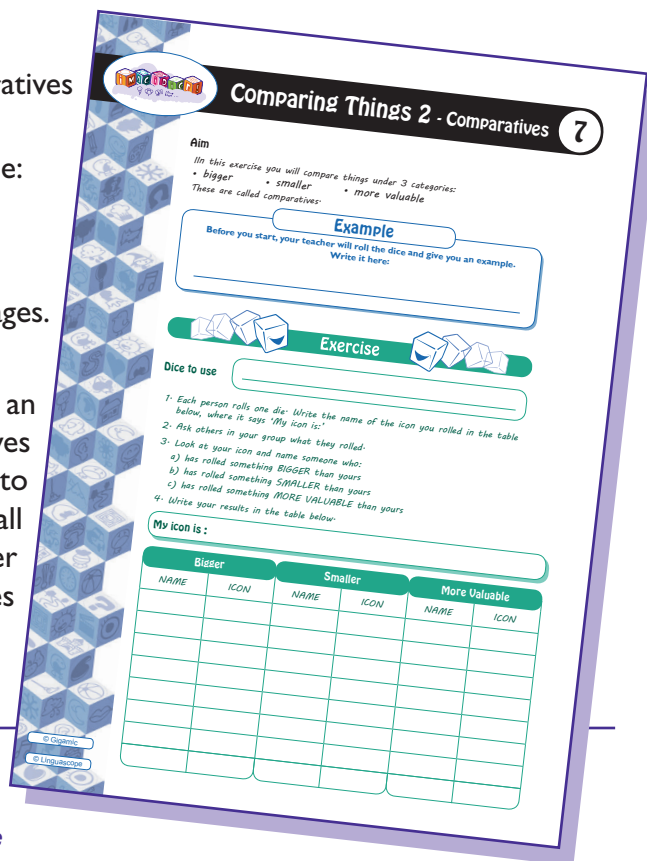 ratives
e:
ges.
an
ves
to
all
er
es
e
Comparing Things 2 - Comparatives 7
Aim
IIn this exercise you will compare things under 3 categories:
• bigger • smaller • more valuable
These are called comparatives.
Example
Before you start, your teacher will roll the dice and give you an example.
Write it here:
Exercise
Dice to use
1. Each person rolls one die. Write the name of the icon you rolled in the table
below, where it says 'My icon is:'
2. Ask others in your group what they rolled.
3. Look at your icon and name someone who:
a) has rolled something BIGGER than yours
b) has rolled something SMALLER than yours
c) has rolled something MORE VALUABLE than yours
4. Write your results in the table below.
My icon is :
Bigger Smaller More Valuable
NAME ICON NAME ICON NAME ICON
© Gigamic
© Linguascope